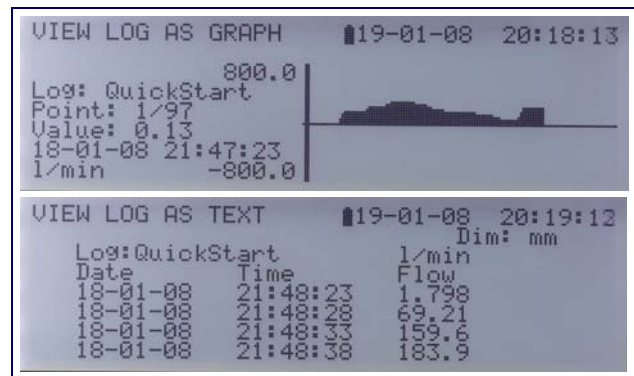 VIEW LOG AS GRAPH 19-01-08 20:18:13
800.0
Log: QuickStart
Point: 1/97
Value: 0.13
18-01-08 21:47:23
l/min -800.0
VIEW LOG AS TEXT 19-01-08 20:19:12
Dim: mm
Log:QuickStart l/min
Date Time Flow
18-01-08 21:48:23 1.798
18-01-08 21:48:28 69.21
18-01-08 21:48:33 159.6
18-01-08 21:48:38 183.9